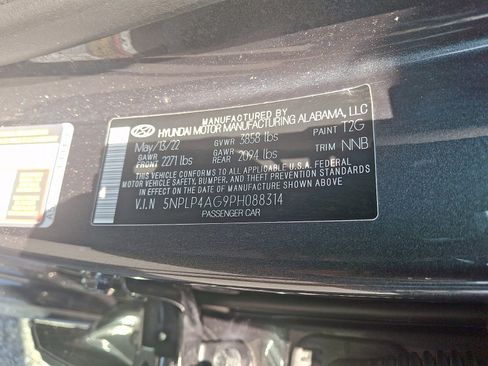 MANUFACTURED BY
HYUNDAI MOTOR MANUFACTURING ALABAMA, LLC
May/13/22 GVWR 3858 lbs PAINT T2G
GAWR FRONT 2271 lbs GAWR REAR 2094 lbs TRIM NNB
THIS VEHICLE CONFORMS TO ALL APPLICABLE U.S.A. FEDERAL
MOTOR VEHICLE SAFETY, BUMPER, AND THEFT PREVENTION STANDARDS
IN EFFECT ON THE DATE OF MANUFACTURE SHOWN ABOVE.
V.I.N 5NPLP4AG9PH088314
PASSENGER CAR